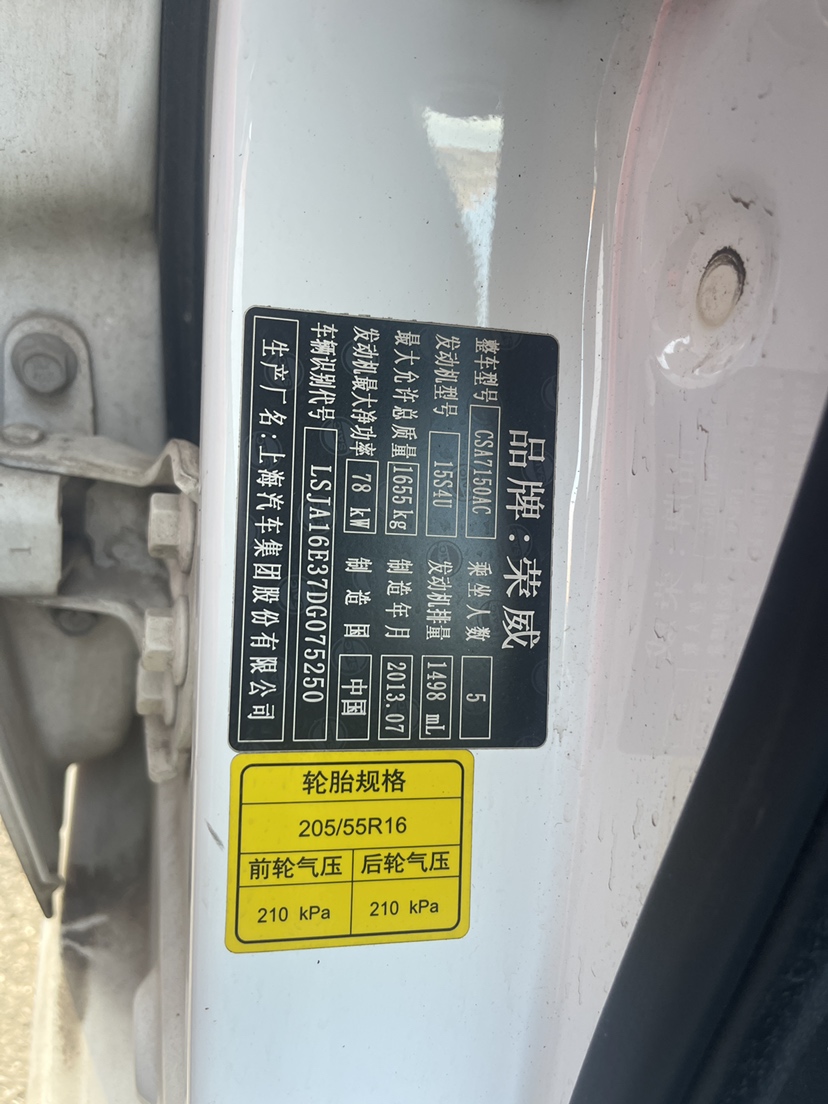 品牌:荣威
整车型号 CSA7150AC 乘坐人数 5
发动机型号 15S4U 发动机排量 1498 mL
最大允许总质量 1655kg 制造年月 2013.07
发动机最大净功率 78 kW 制造国 中国
车辆识别代号 LSJA16E37DG075250
生产厂名:上海汽车集团股份有限公司
轮胎规格
205/55R16
前轮气压 后轮气压
210 kPa 210 kPa